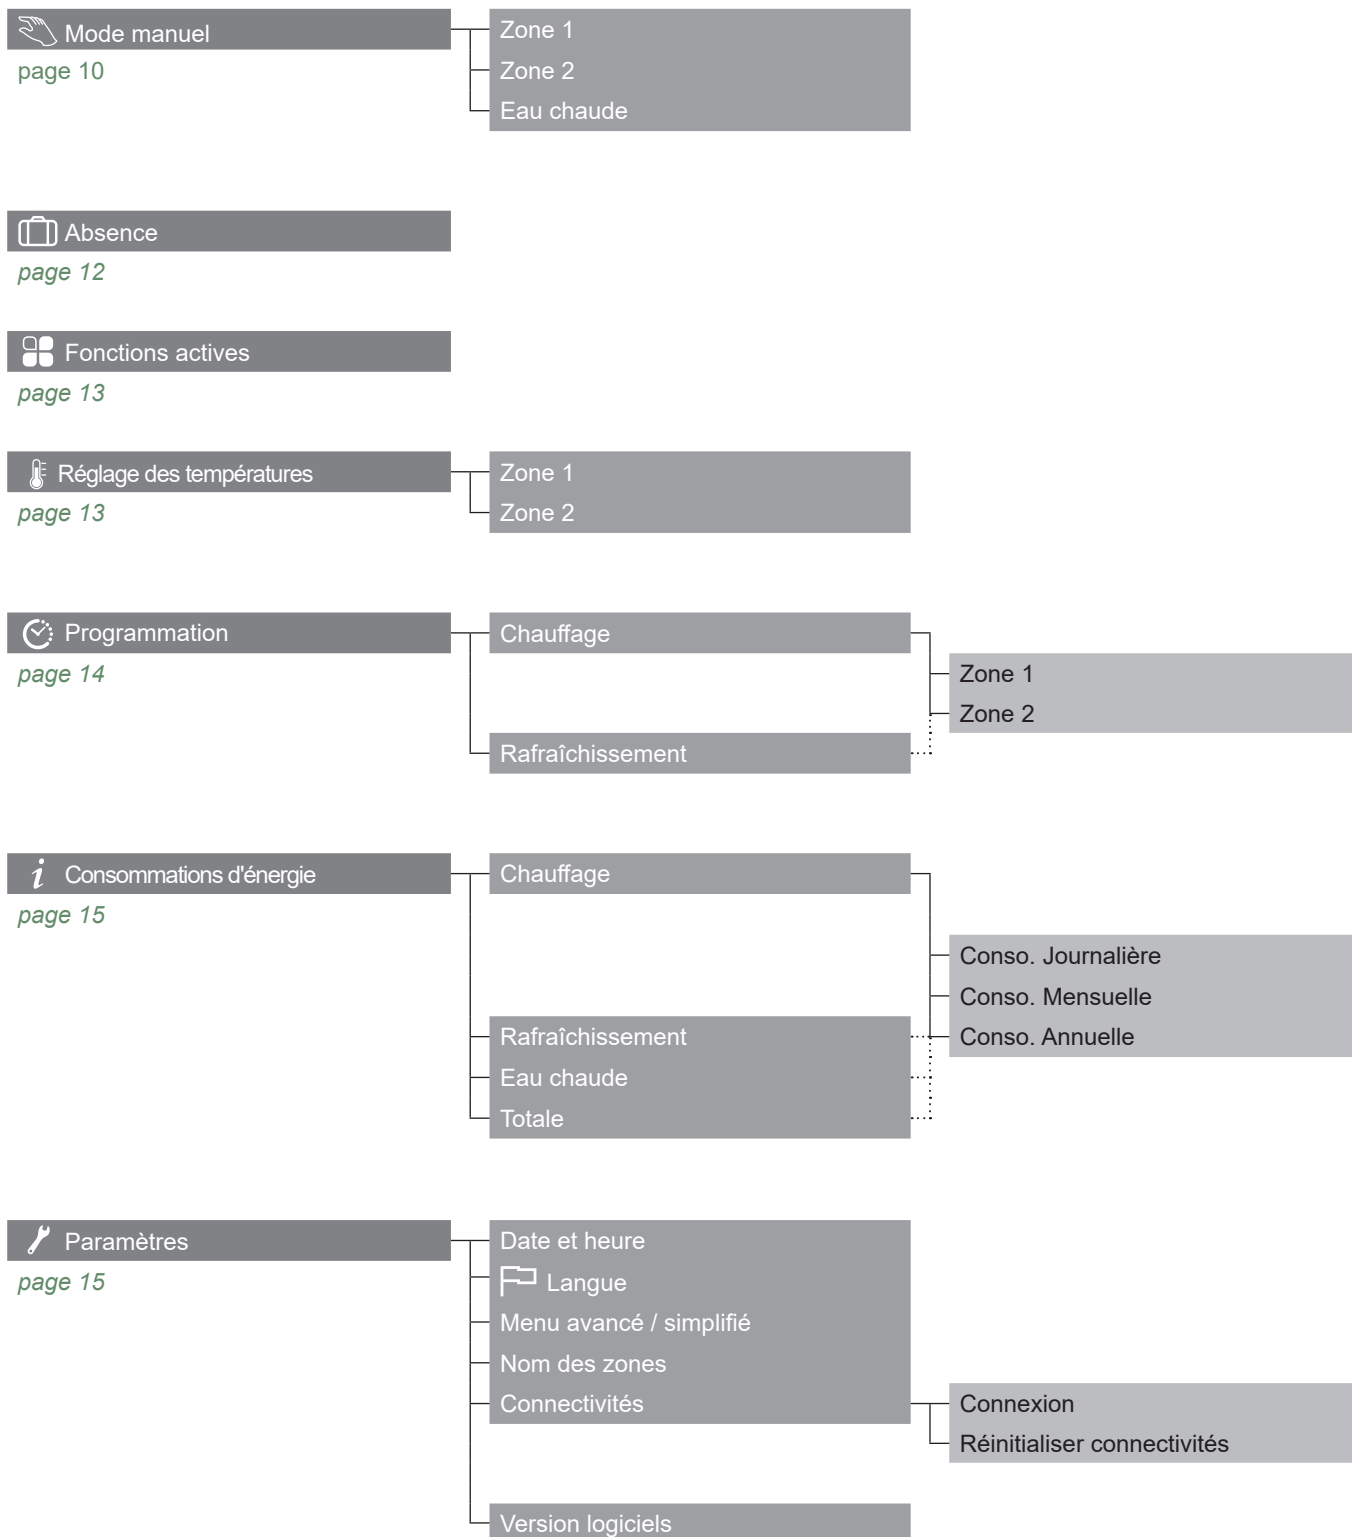 Mode manuel
page 10
Zone 1
Zone 2
Eau chaude
Absence
page 12
Fonctions actives
page 13
Réglage des températures
page 13
Zone 1
Zone 2
Programmation
page 14
Chauffage
Zone 1
Zone 2
Rafraîchissement
Consommations d'énergie
page 15
Chauffage
Conso. Journalière
Conso. Mensuelle
Conso. Annuelle
Rafraîchissement
Eau chaude
Totale
Paramètres
page 15
Date et heure
Langue
Menu avancé / simplifié
Nom des zones
Connectivités
Connexion
Réinitialiser connectivités
Version logiciels